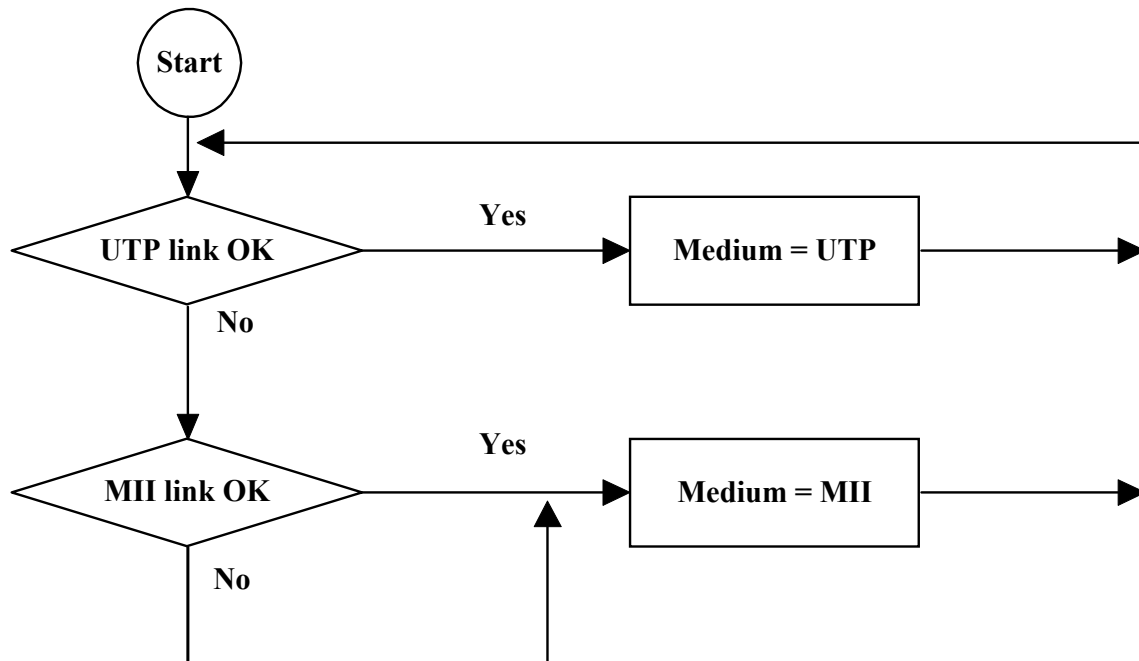 Start
Yes
UTP link OK
Medium = UTP
No
Yes
MII link OK
Medium = MII
No